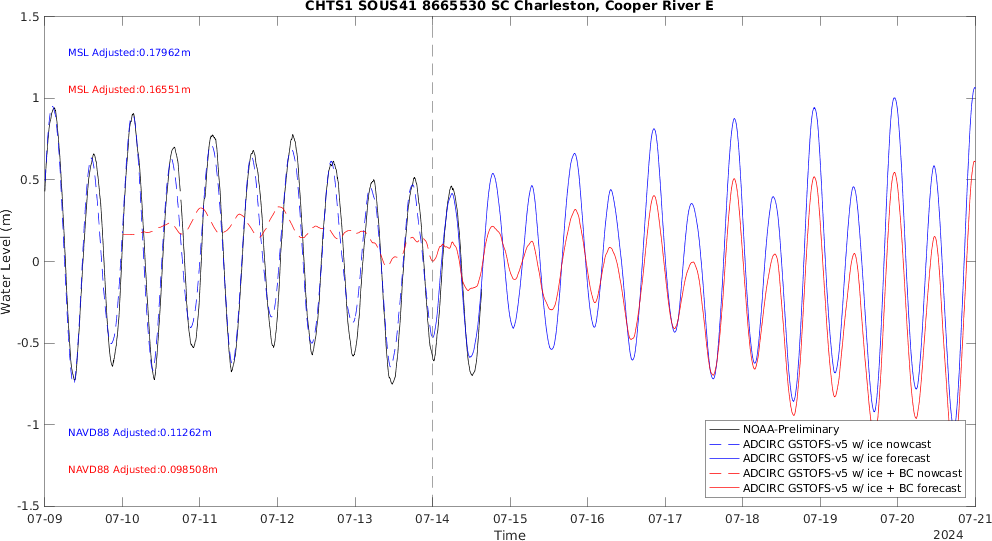 CHTS1 SOUS41 8665530 SC Charleston, Cooper River E
1.5
1
0.5
0
-0.5
-1
-1.5
Water Level (m)
MSL Adjusted:0.17962m
MSL Adjusted:0.16551m
NAVD88 Adjusted:0.11262m
NAVD88 Adjusted:0.098508m
NOAA-Preliminary
ADCIRC GSTOFS-v5 w/ ice nowcast
ADCIRC GSTOFS-v5 w/ ice forecast
ADCIRC GSTOFS-v5 w/ ice + BC nowcast
ADCIRC GSTOFS-v5 w/ ice + BC forecast
07-09 07-10 07-11 07-12 07-13 07-14 07-15 07-16 07-17 07-18 07-19 07-20 07-21
Time
2024